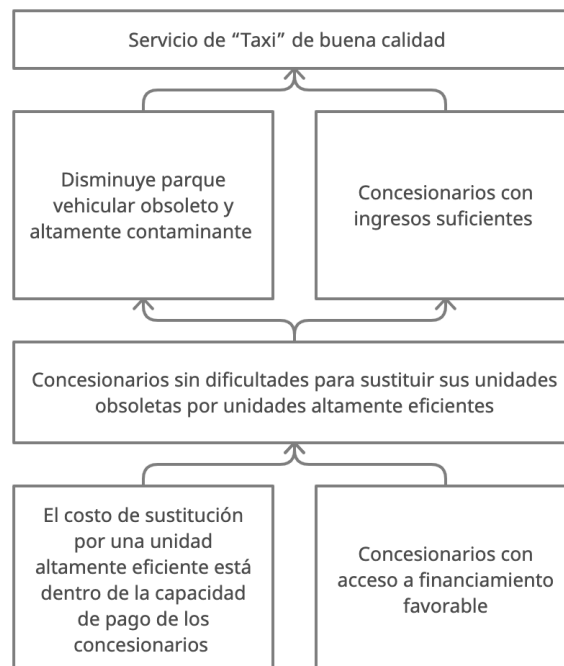 Servicio de “Taxi” de buena calidad
Disminuye parque
vehicular obsoleto y
altamente contaminante
Concesionarios con
ingresos suficientes
Concesionarios sin dificultades para sustituir sus unidades
obsoletas por unidades altamente eficientes
El costo de sustitución
por una unidad
altamente eficiente está
dentro de la capacidad
de pago de los
concesionarios
Concesionarios con
acceso a financiamiento
favorable